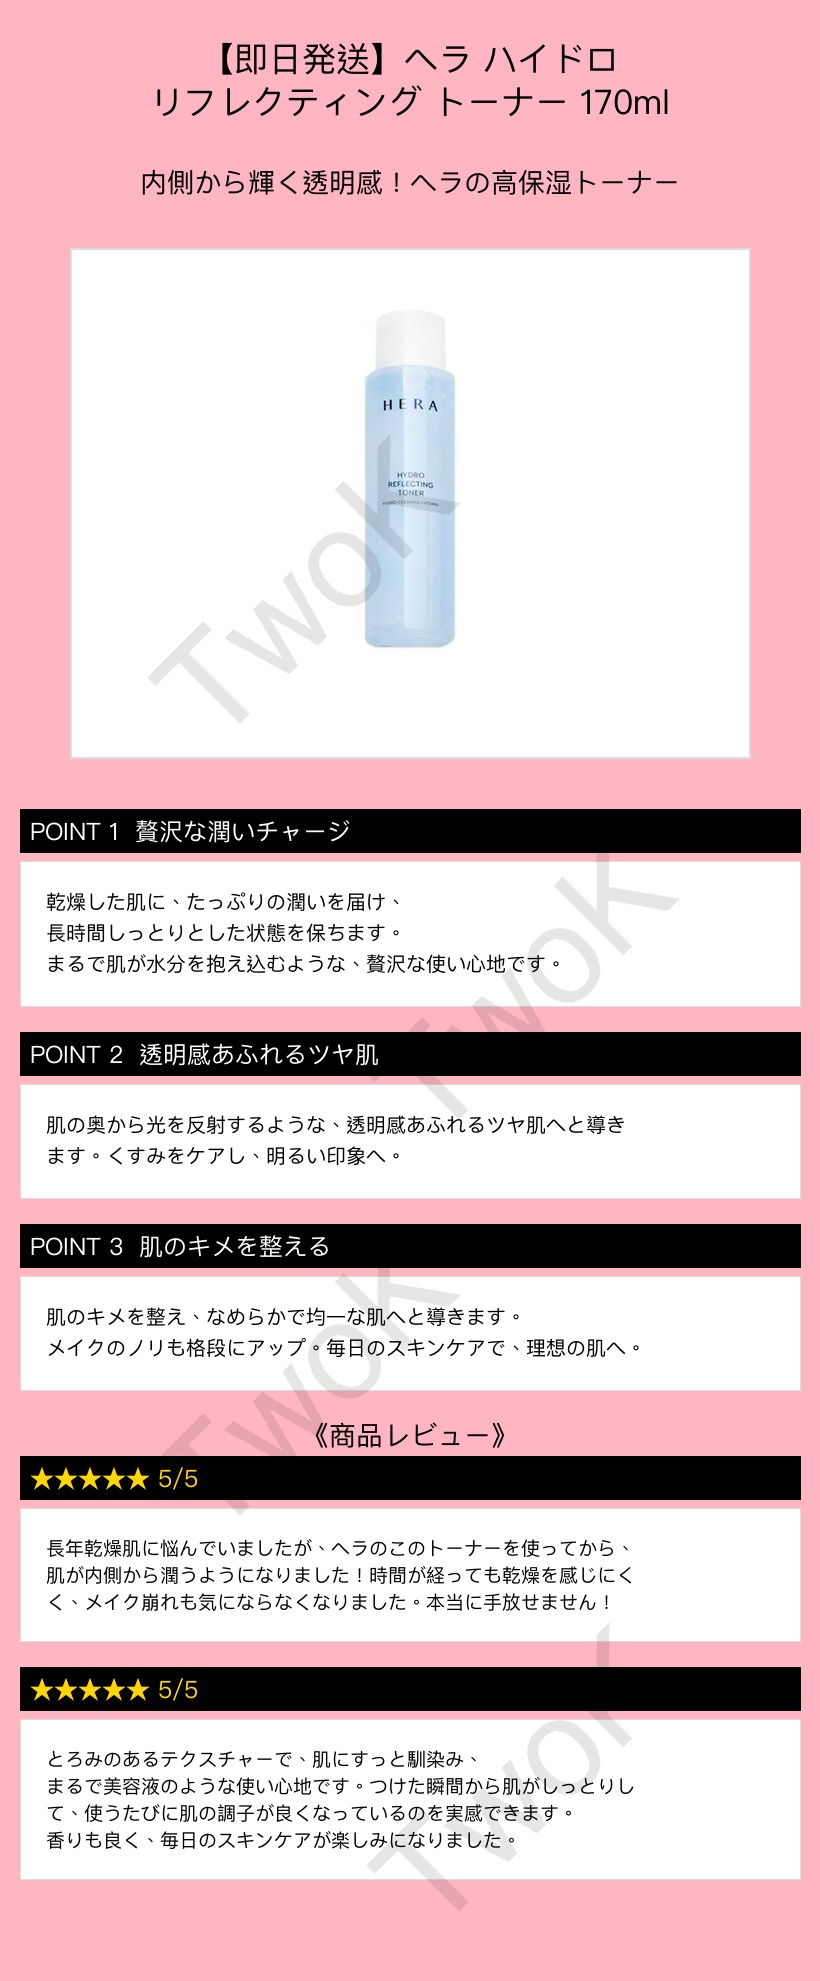 【即日発送】ヘラ ハイドロ
リフレクティング トーナー 170ml
内側から輝く透明感！ヘラの高保湿トーナー
HERA
HYDRO
REFLECTING
TONER
TwoK
POINT 1 贅沢な潤いチャージ
乾燥した肌に、たっぷりの潤いを届け、
長時間しっとりとした状態を保ちます。
まるで肌が水分を抱え込むような、贅沢な使い心地です。
TwoK
POINT 2 透明感あふれるツヤ肌
肌の奥から光を反射するような、透明感あふれるツヤ肌へと導き
ます。くすみをケアし、明るい印象へ。
POINT 3 肌のキメを整える
肌のキメを整え、なめらかで均一な肌へと導きます。
メイクのノリも格段にアップ。毎日のスキンケアで、理想の肌へ。
TwoK
《商品レビュー》
★★★★★ 5/5
長年乾燥肌に悩んでいましたが、ヘラのこのトーナーを使ってから、
肌が内側から潤うようになりました！時間が経っても乾燥を感じにく
く、メイク崩れも気にならなくなりました。本当に手放せません！
★★★★★ 5/5
とろみのあるテクスチャーで、肌にすっと馴染み、
まるで美容液のような使い心地です。つけた瞬間から肌がしっとりし
て、使うたびに肌の調子が良くなっているのを実感できます。
香りも良く、毎日のスキンケアが楽しみになりました。
TwoK